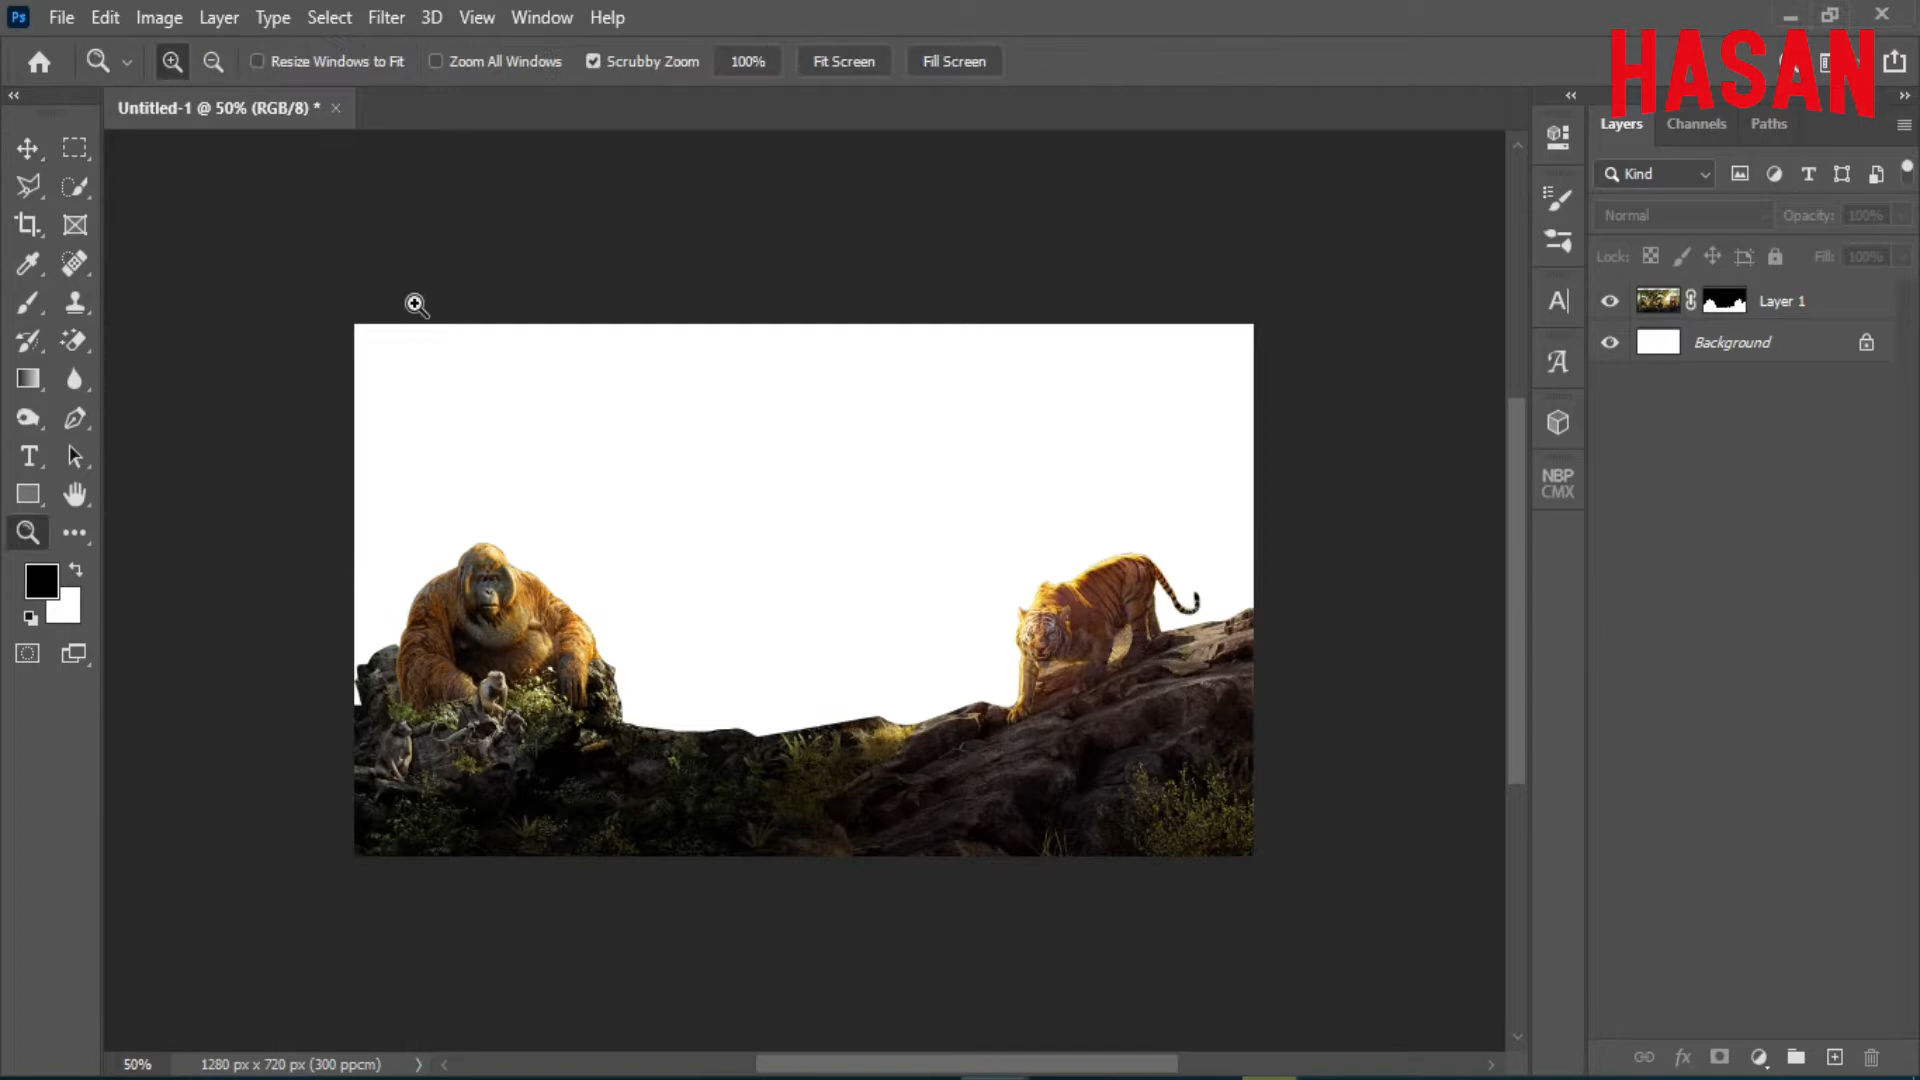 Ps File Edit Image Layer Type Select Filter 3D View Window Help
Resize Windows to Fit Zoom All Windows Scrubby Zoom 100% Fit Screen Fill Screen
HASAN
Untitled-1 @ 50% (RGB/8) *
Layers Channels Paths
Kind
Normal Opacity: 100%
Lock: Fill: 100%
Layer 1
Background
NBP
CMX
50% 1280 px x 720 px (300 ppcm)